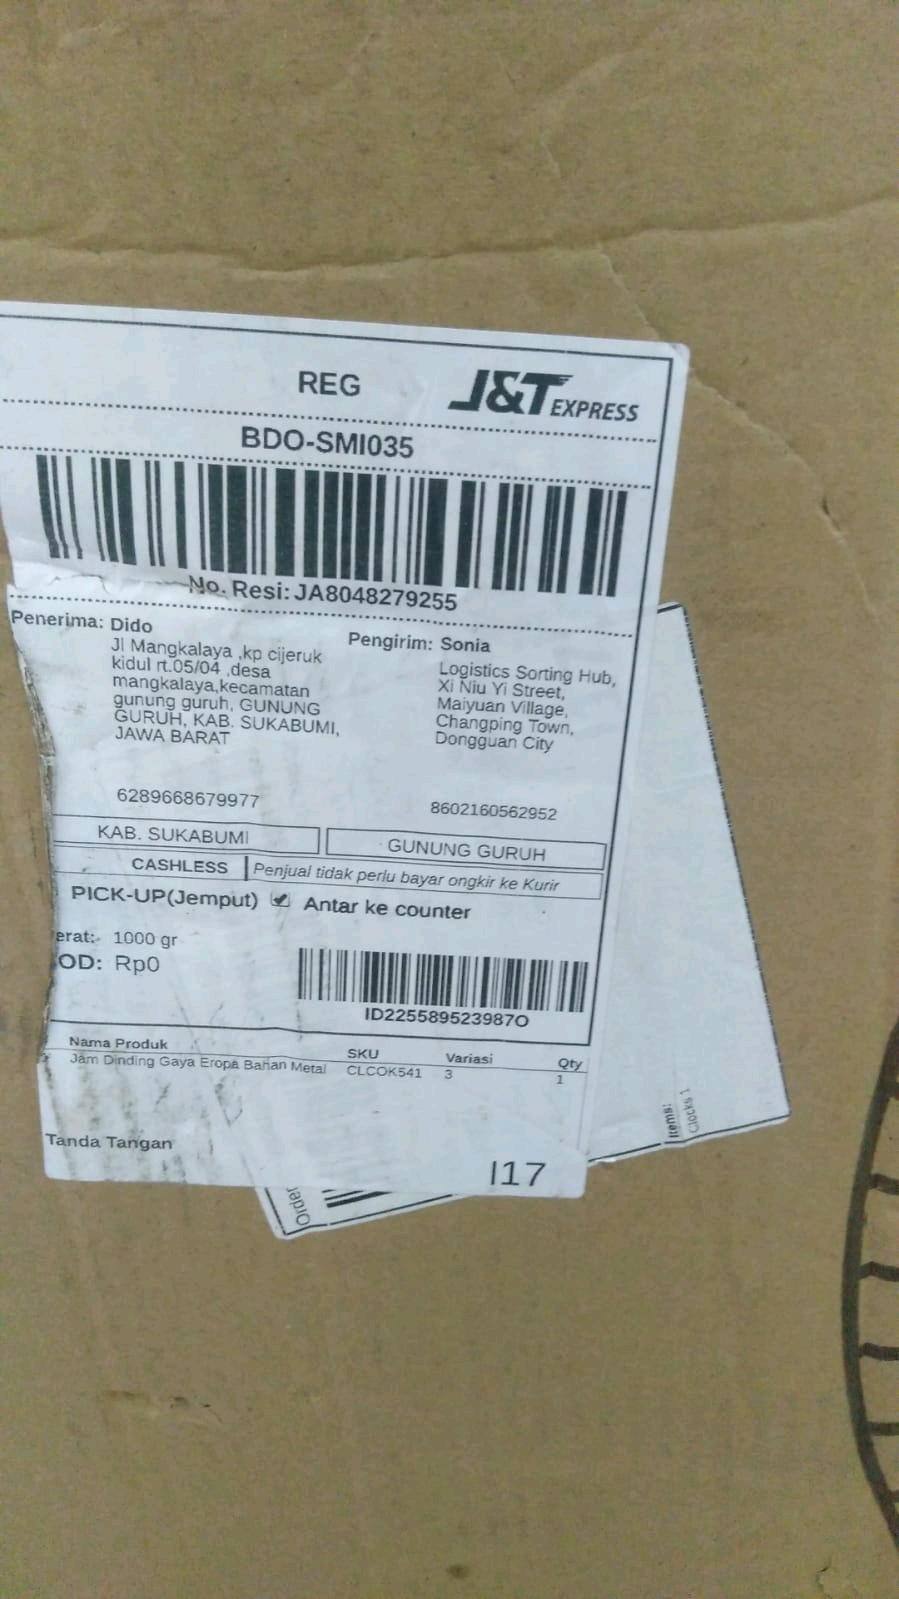 REG
J&T EXPRESS
BDO-SMI035
No. Resi: JA8048279255
Penerima: Dido
Jl Mangkalaya ,kp cijeruk
kidul rt.05/04 ,desa
mangkalaya,kecamatan
gunung guruh, GUNUNG
GURUH, KAB. SUKABUMI,
JAWA BARAT
6289668679977
Pengirim: Sonia
Logistics Sorting Hub,
Xi Niu Yi Street,
Maiyuan Village,
Changping Town,
Dongguan City
8602160562952
KAB. SUKABUMI
GUNUNG GURUH
CASHLESS
Penjual tidak perlu bayar ongkir ke Kurir
PICK-UP(Jemput) Antar ke counter
erat: 1000 gr
OD: Rp0
ID225589523987O
Nama Produk SKU Variasi Qty
Jam Dinding Gaya Eropa Bahan Metal CLCOK541 3 1
Tanda Tangan
I17
Items:
Clocks 1